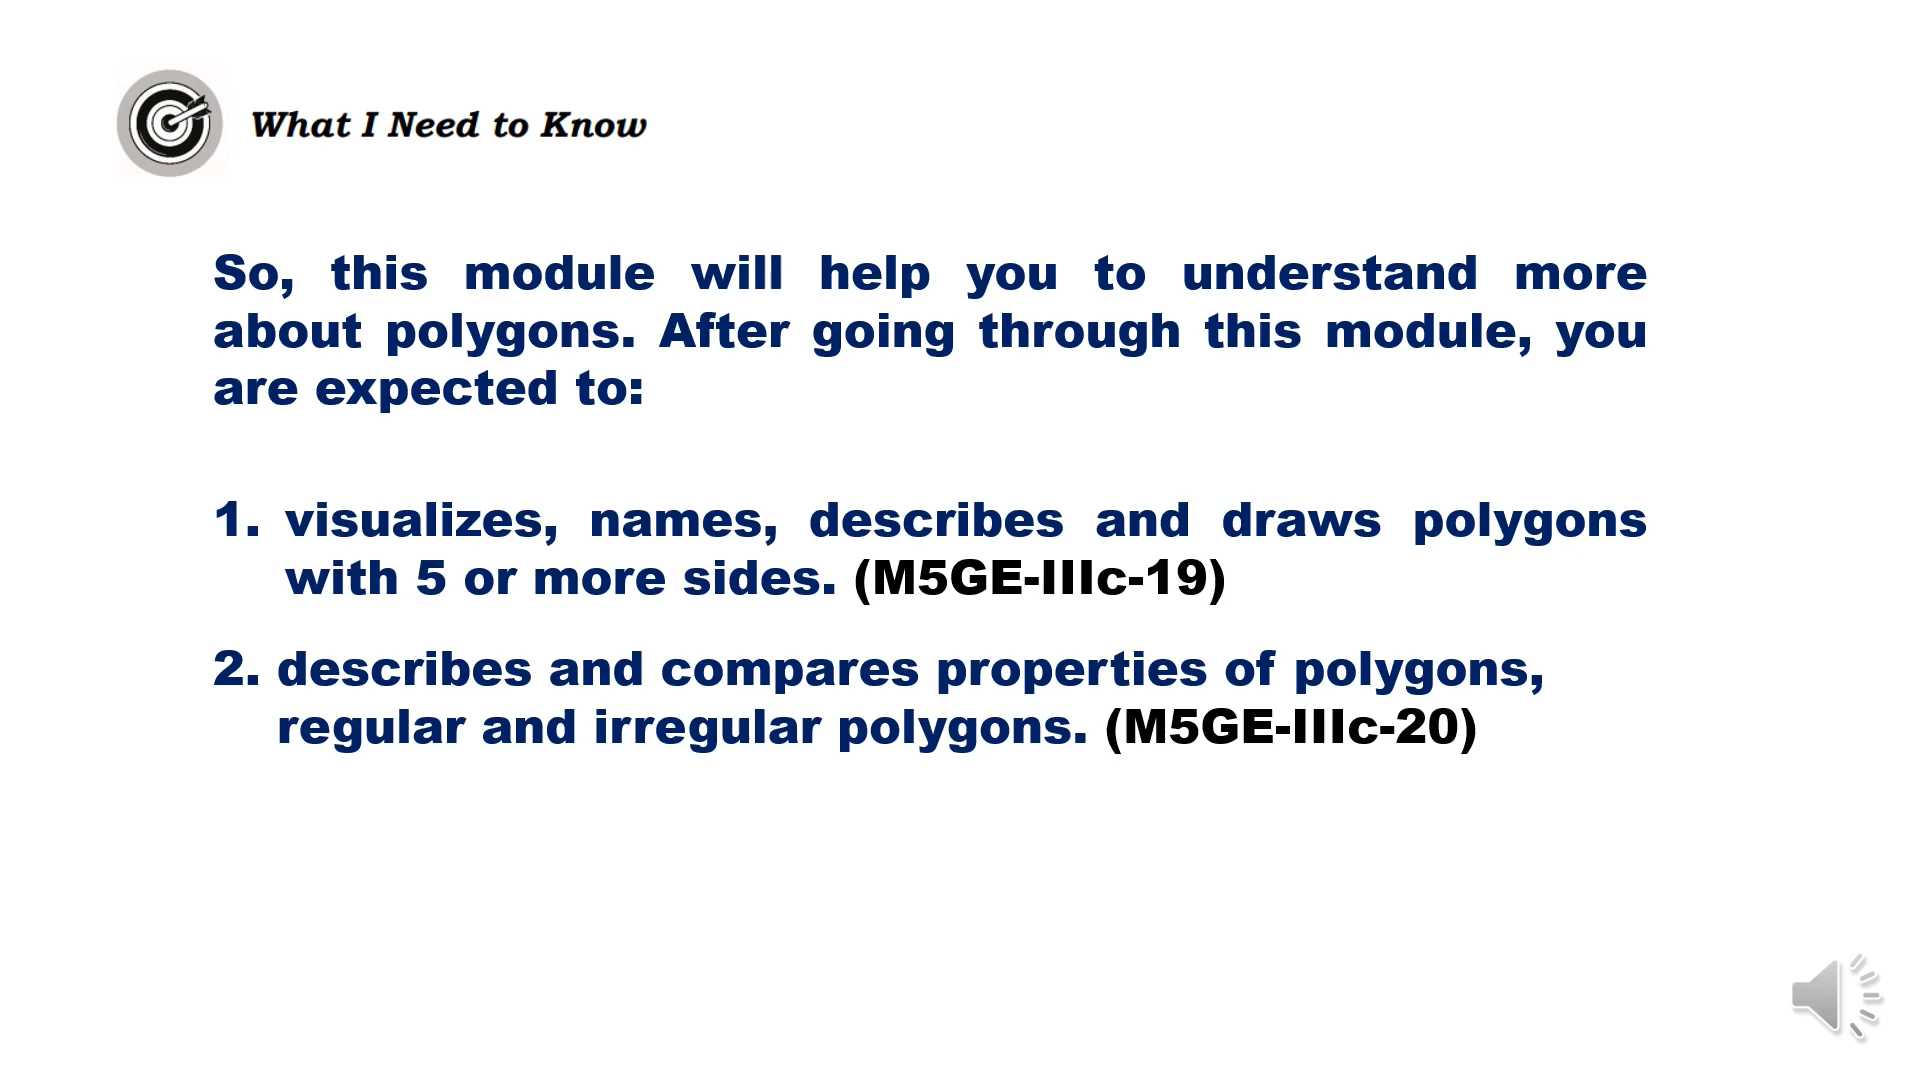 What I Need to Know
So, this module will help you to understand more
about polygons. After going through this module, you
are expected to:
1. visualizes, names, describes and draws polygons
with 5 or more sides. (M5GE-IIIc-19)
2. describes and compares properties of polygons,
regular and irregular polygons. (M5GE-IIIc-20)